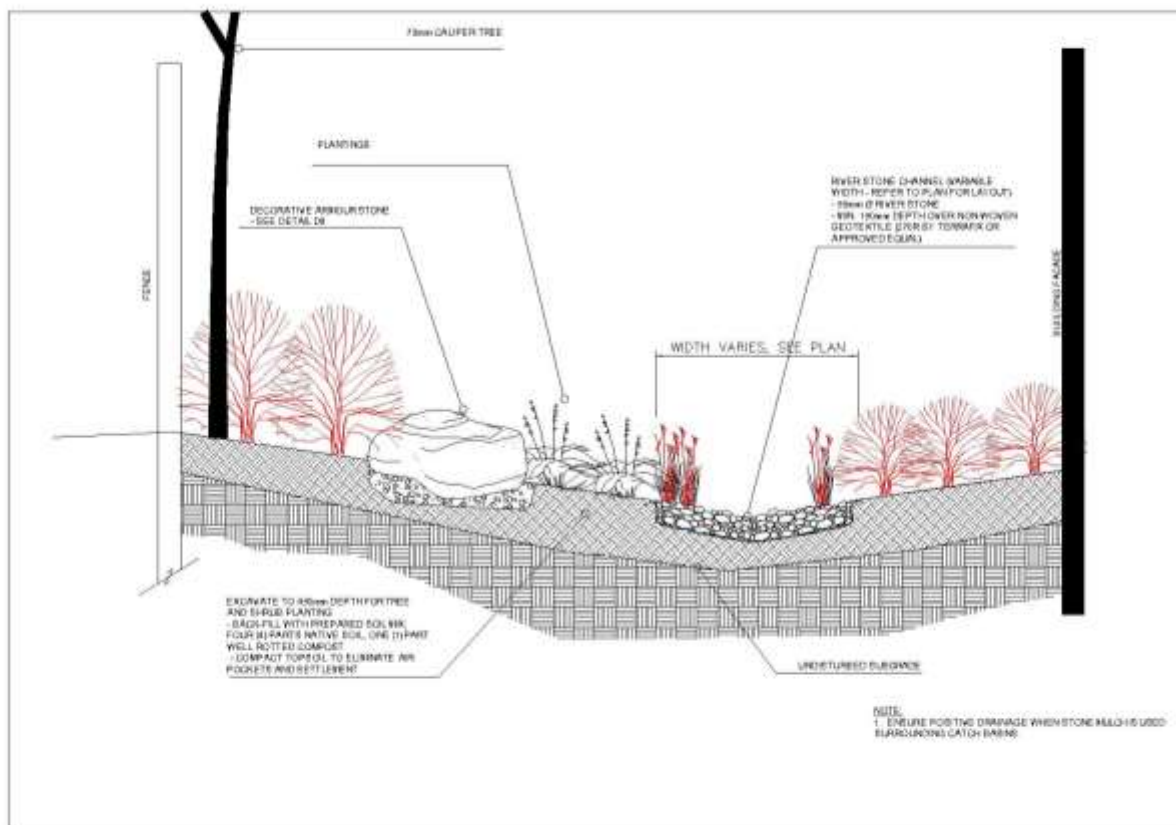 CALIPER TREE
PLANTINGS
DECORATIVE ARMOURSTONE
- SEE DETAIL
RIVER STONE CHANNEL (VARIABLE
WIDTH - REFER TO PLAN FOR LAYOUT)
RIVER STONE
- MIN. DEPTH OVER NON WOVEN
GEOTEXTILE BY TERRAFIX OR
APPROVED EQUAL)
FENCE
BUILDING FACADE
WIDTH VARIES, SEE PLAN
EXCAVATE TO DEPTH FOR TREE
AND SHRUB PLANTING
- BACK-FILL WITH PREPARED SOIL MIX,
FOUR (4) PARTS NATIVE SOIL, ONE (1) PART
WELL ROTTED COMPOST
- COMPACT TOPSOIL TO ELIMINATE AIR
POCKETS AND SETTLEMENT
UNDISTURBED SUBGRADE
NOTE:
1. ENSURE POSITIVE DRAINAGE WHEN STONE MULCH IS USED
SURROUNDING CATCH BASINS